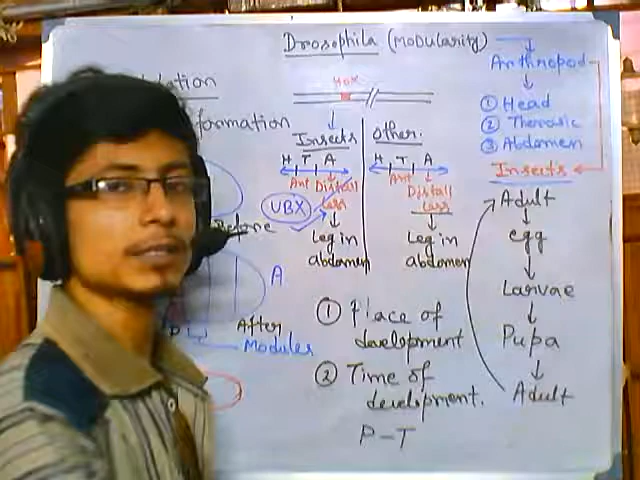 Drosophila (Modularity)
Arthropod
① Head
② Thorasic
③ Abdomen
Insects
Adult
egg
Larvae
Pupa
Adult
HOX
formation
Insects
H T A
Ant Distall
less
UBX
Leg in
abdomen
Other.
H T A
Ant
Distall
less
Leg in
abdomen
Before
A
After
Modules
① Place of
development
② Time of
development.
P-T